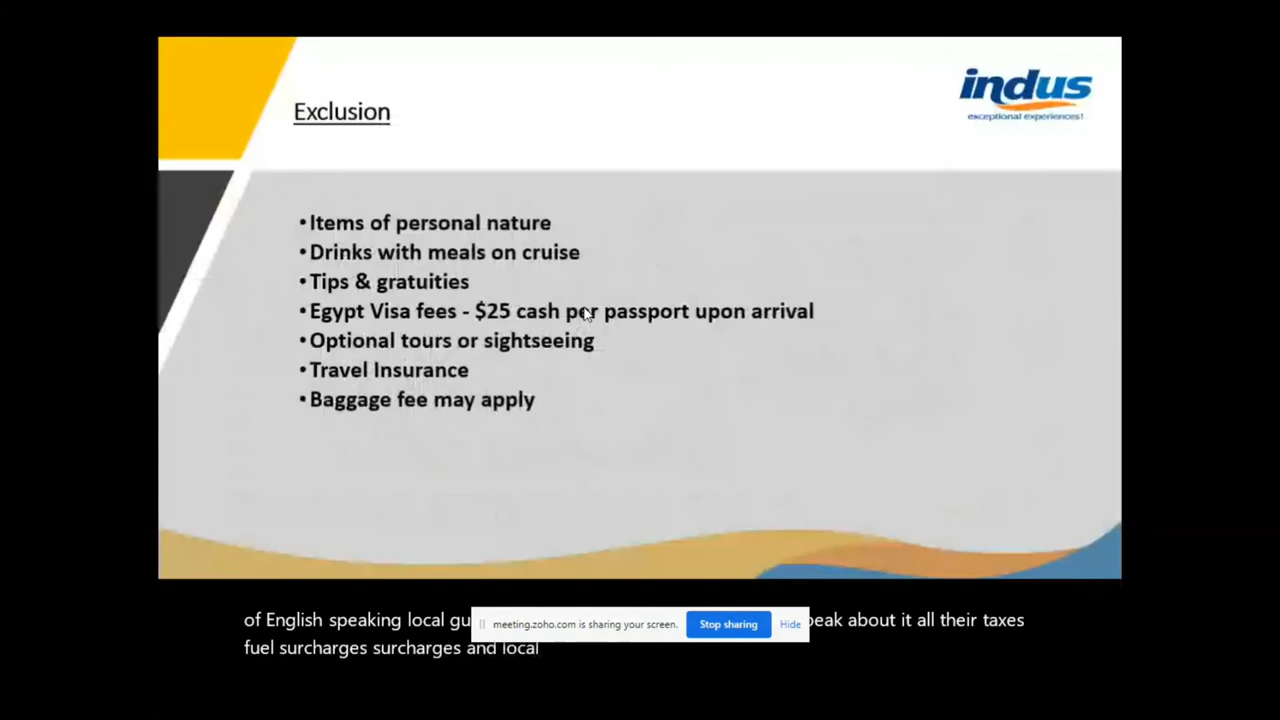 indus
exceptional experiences!
Exclusion
•Items of personal nature
•Drinks with meals on cruise
•Tips & gratuities
•Egypt Visa fees - $25 cash per passport upon arrival
•Optional tours or sightseeing
•Travel Insurance
•Baggage fee may apply
of English speaking local gu
meeting.zoho.com is sharing your screen.
Stop sharing
Hide
eak about it all their taxes
fuel surcharges surcharges and local